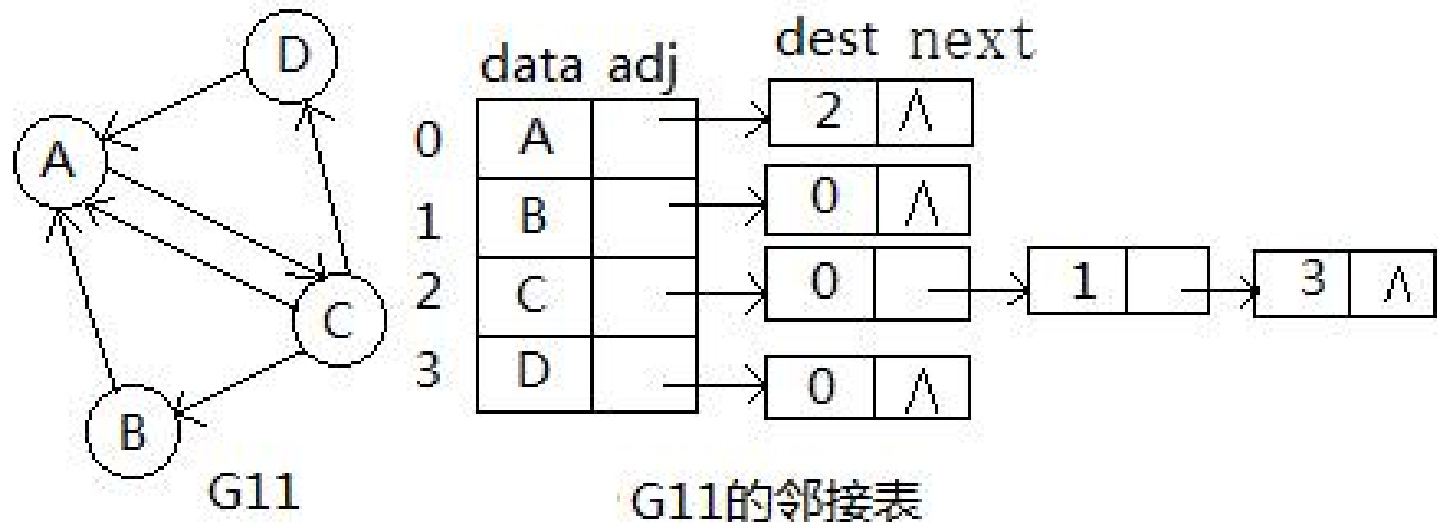 D
A
C
B
G11
data adj
dest next
0 A 2 ∧
1 B 0 ∧
2 C 0 1 3 ∧
3 D 0 ∧
G11的邻接表